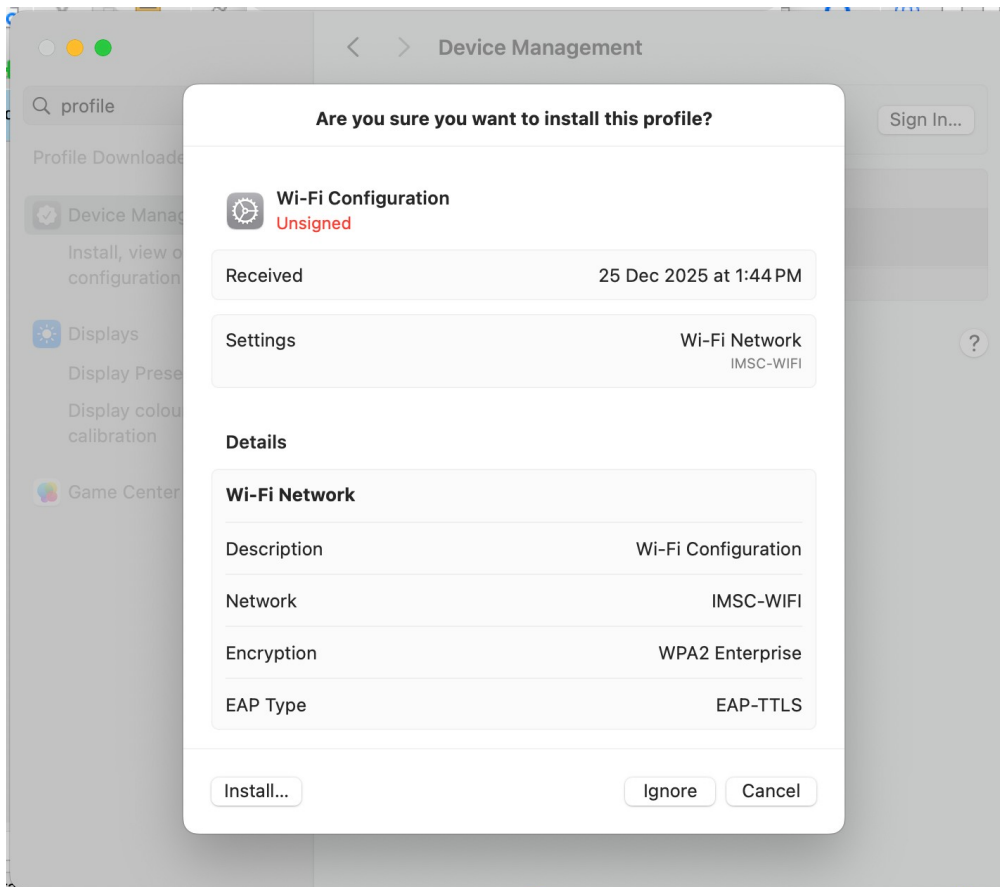 Device Management
profile
Sign In...
Profile Downloade
Device Manag
Install, view o
configuration
Displays
Display Prese
Display colou
calibration
Game Center
?
Are you sure you want to install this profile?
Wi-Fi Configuration
Unsigned
Received 25 Dec 2025 at 1:44 PM
Settings Wi-Fi Network
IMSC-WIFI
Details
Wi-Fi Network
Description Wi-Fi Configuration
Network IMSC-WIFI
Encryption WPA2 Enterprise
EAP Type EAP-TTLS
Install... Ignore Cancel